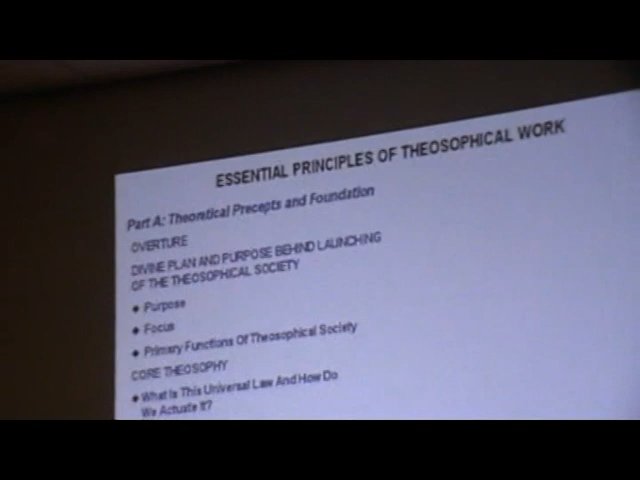 ESSENTIAL PRINCIPLES OF THEOSOPHICAL WORK
Part A: Theoretical Precepts and Foundation
OVERTURE
DIVINE PLAN AND PURPOSE BEHIND LAUNCHING
OF THE THEOSOPHICAL SOCIETY
◆ Purpose
◆ Focus
◆ Primary Functions Of Theosophical Society
CORE THEOSOPHY
◆ What Is This Universal Law And How Do
We Actuate It?